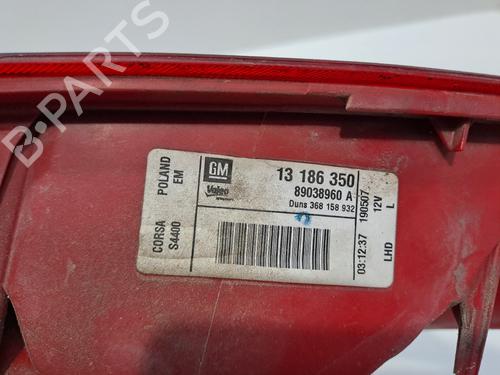 POLAND
EM
CORSA
S4400
GM
Valeo
13 186 350
89038960 A
Duns 368 158 932
03:12:37 190507
12V
LHD
L
B-PARTS